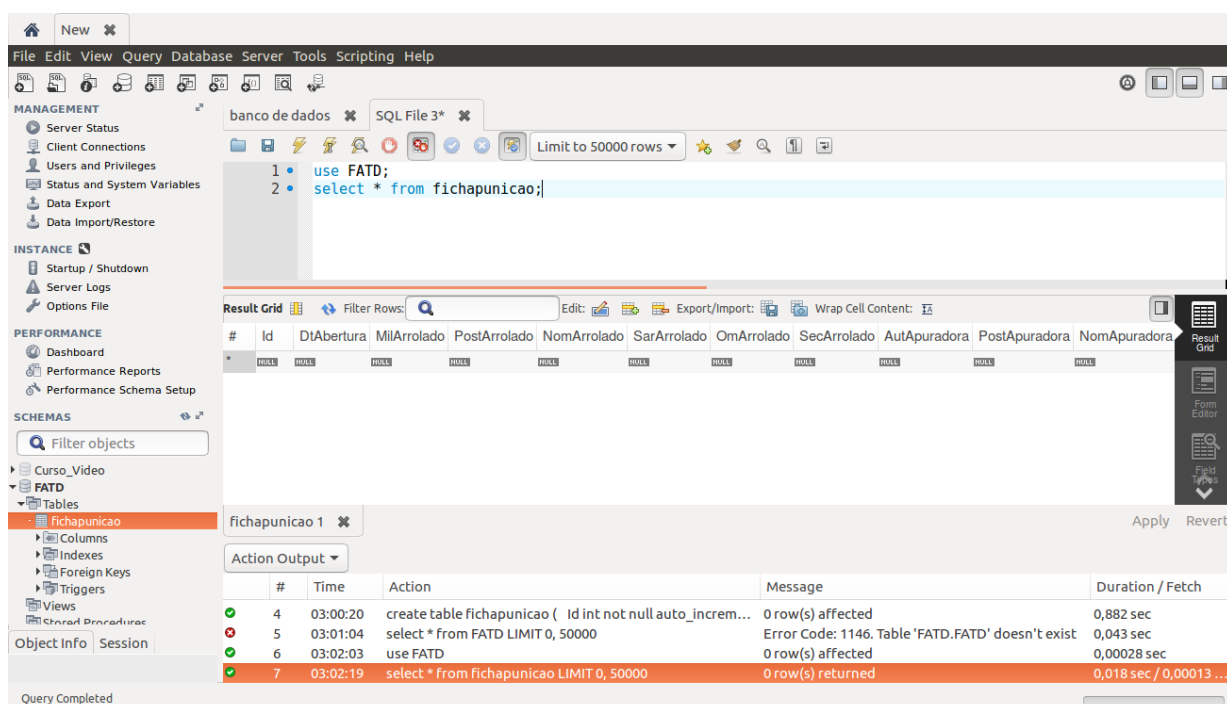 New
File Edit View Query Database Server Tools Scripting Help
MANAGEMENT
Server Status
Client Connections
Users and Privileges
Status and System Variables
Data Export
Data Import/Restore
INSTANCE
Startup / Shutdown
Server Logs
Options File
PERFORMANCE
Dashboard
Performance Reports
Performance Schema Setup
SCHEMAS
Filter objects
Curso_Video
FATD
Tables
fichapunicao
Columns
Indexes
Foreign Keys
Triggers
Views
Stored Procedures
Object Info Session
Query Completed
banco de dados SQL File 3*
Limit to 50000 rows
1 use FATD;
2 select * from fichapunicao;
Result Grid Filter Rows: Edit: Export/Import: Wrap Cell Content:
# Id DtAbertura MilArrolado PostArrolado NomArrolado SarArrolado OmArrolado SecArrolado AutApuradora PostApuradora NomApuradora
* NULL NULL NULL NULL NULL NULL NULL NULL NULL NULL NULL
Result Grid
Form Editor
Field Types
fichapunicao 1 Apply Revert
Action Output
# Time Action Message Duration / Fetch
4 03:00:20 create table fichapunicao ( Id int not null auto_increm... 0 row(s) affected 0,882 sec
5 03:01:04 select * from FATD LIMIT 0, 50000 Error Code: 1146. Table 'FATD.FATD' doesn't exist 0,043 sec
6 03:02:03 use FATD 0 row(s) affected 0,00028 sec
7 03:02:19 select * from fichapunicao LIMIT 0, 50000 0 row(s) returned 0,018 sec / 0,00013 ...